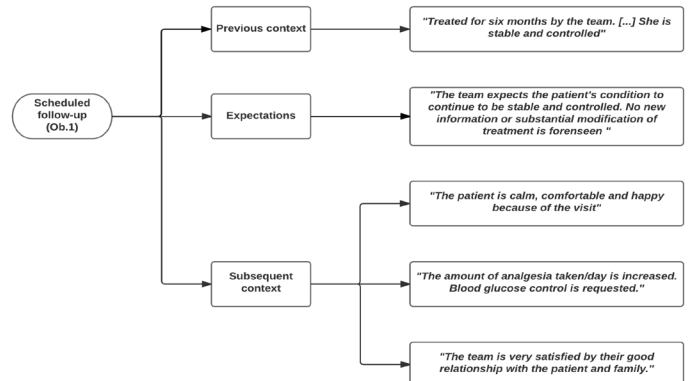 Previous context
"Treated for six months by the team. [...] She is
stable and controlled"
Scheduled
follow-up
(Ob.1)
Expectations
"The team expects the patient's condition to
continue to be stable and controlled. No new
information or substantial modification of
treatment is forenseen "
"The patient is calm, comfortable and happy
because of the visit"
Subsequent
context
"The amount of analgesia taken/day is increased.
Blood glucose control is requested."
"The team is very satisfied by their good
relationship with the patient and family."